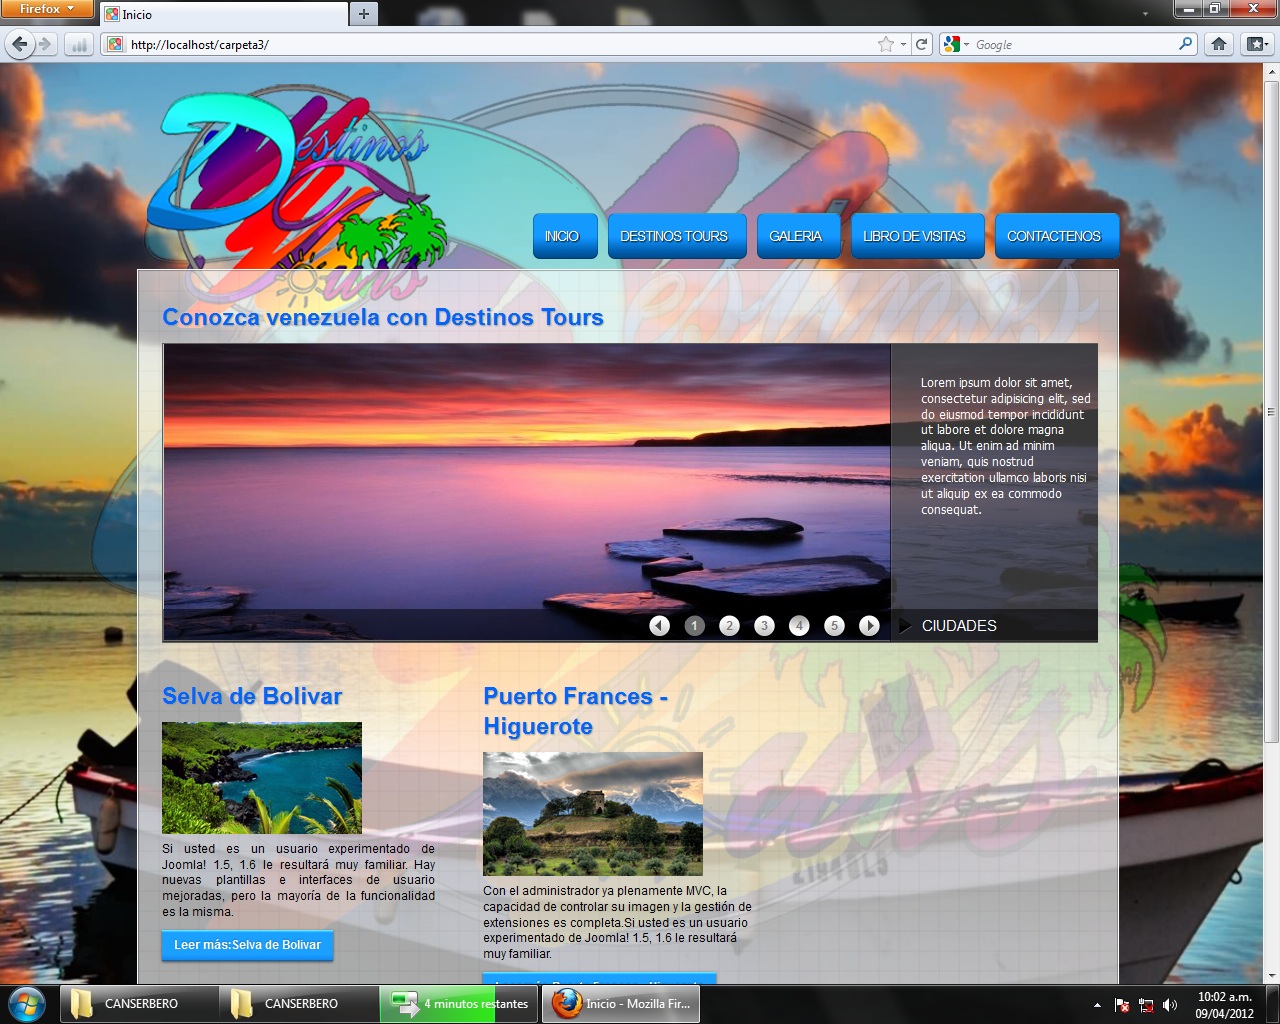 Firefox
Inicio
http://localhost/carpeta3/
Google
Destinos
Tours
INICIO
DESTINOS TOURS
GALERIA
LIBRO DE VISITAS
CONTACTENOS
Conozca venezuela con Destinos Tours
Lorem ipsum dolor sit amet,
consectetur adipisicing elit, sed
do eiusmod tempor incididunt
ut labore et dolore magna
aliqua. Ut enim ad minim
veniam, quis nostrud
exercitation ullamco laboris nisi
ut aliquip ex ea commodo
consequat.
1 2 3 4 5
CIUDADES
Selva de Bolivar
Si usted es un usuario experimentado de
Joomla! 1.5, 1.6 le resultará muy familiar. Hay
nuevas plantillas e interfaces de usuario
mejoradas, pero la mayoría de la funcionalidad
es la misma.
Leer más:Selva de Bolivar
Puerto Frances -
Higuerote
Con el administrador ya plenamente MVC, la
capacidad de controlar su imagen y la gestión de
extensiones es completa.Si usted es un usuario
experimentado de Joomla! 1.5, 1.6 le resultará
muy familiar.
CANSERBERO
CANSERBERO
4 minutos restantes
Inicio - Mozilla Fir...
10:02 a.m.
09/04/2012